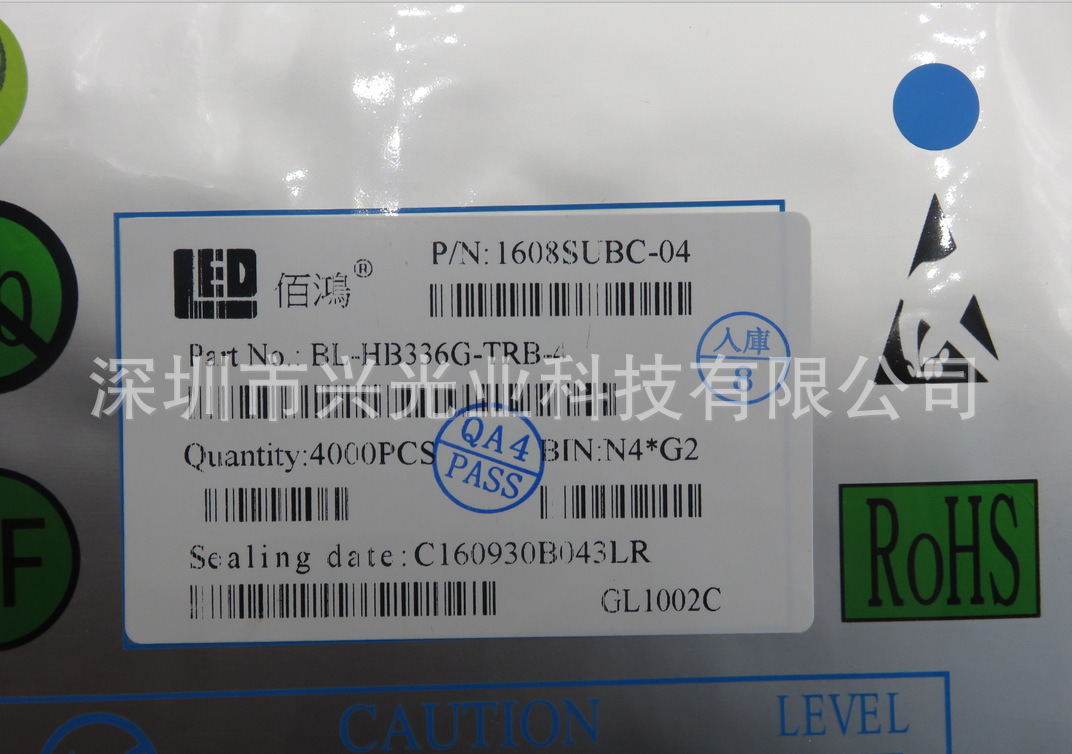 P/N:1608SUBC-04
LED 佰鸿®
入庫
8
Part No.: BL-HB336G-TRB-4
深圳市兴光业科技有限公司
QA4
PASS
Quantity:4000PCS BIN:N4*G2
Sealing date:C160930B043LR
GL1002C
RoHS
F
CAUTION
LEVEL